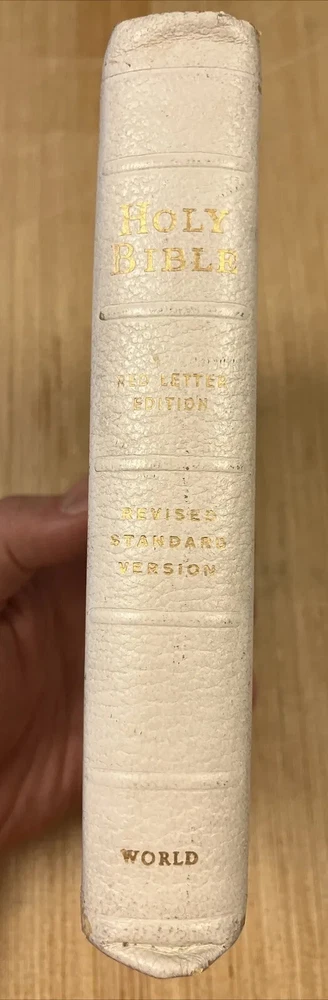 HOLY
BIBLE
RED LETTER
EDITION
REVISED
STANDARD
VERSION
WORLD